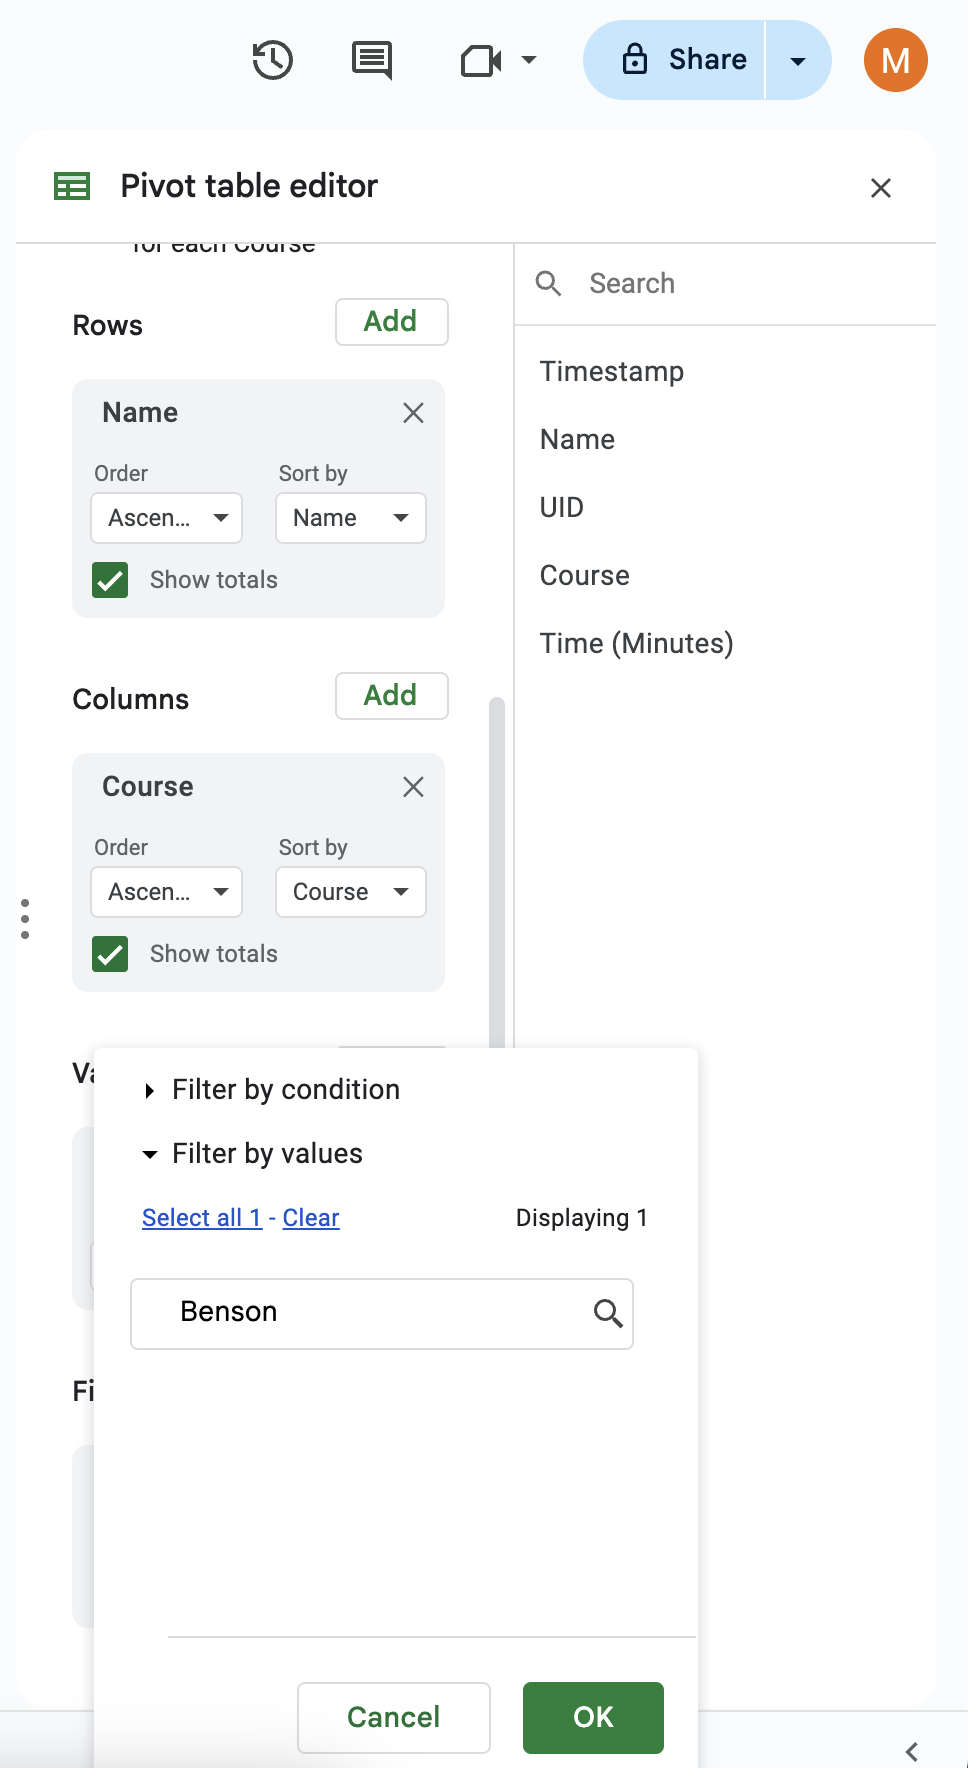 Share
M
Pivot table editor
for each Course
Search
Rows
Add
Timestamp
Name
Name
Order
Sort by
UID
Ascen...
Name
Show totals
Course
Time (Minutes)
Columns
Add
Course
Order
Sort by
Ascen...
Course
Show totals
Va
Filter by condition
Filter by values
Select all 1 - Clear
Displaying 1
Benson
Fi
Cancel
OK